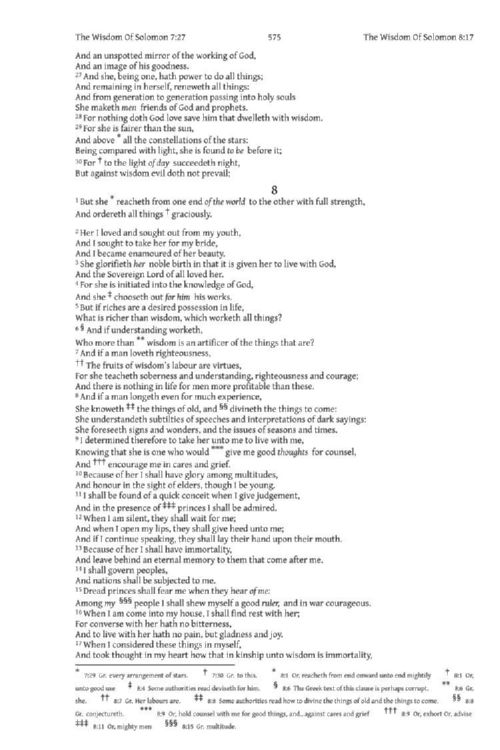 The Wisdom Of Solomon 7:27 575 The Wisdom Of Solomon 8:17
And an unspotted mirror of the working of God,
And an image of his goodness.
27 And she, being one, hath power to do all things;
And remaining in herself, reneweth all things:
And from generation to generation passing into holy souls
She maketh men friends of God and prophets.
28 For nothing doth God love save him that dwelleth with wisdom.
29 For she is fairer than the sun,
And above * all the constellations of the stars:
Being compared with light, she is found to be before it;
30 For † to the light of day succeedeth night,
But against wisdom evil doth not prevail;
8
1 But she * reacheth from one end of the world to the other with full strength,
And ordereth all things † graciously.
2 Her I loved and sought out from my youth,
And I sought to take her for my bride,
And I became enamoured of her beauty.
3 She glorifieth her noble birth in that it is given her to live with God,
And the Sovereign Lord of all loved her.
4 For she is initiated into the knowledge of God,
And she ‡ chooseth out for him his works.
5 But if riches are a desired possession in life,
What is richer than wisdom, which worketh all things?
6 § And if understanding worketh,
Who more than ** wisdom is an artificer of the things that are?
7 And if a man loveth righteousness,
†† The fruits of wisdom's labour are virtues,
For she teacheth soberness and understanding, righteousness and courage;
And there is nothing in life for men more profitable than these.
8 And if a man longeth even for much experience,
She knoweth ‡‡ the things of old, and §§ divineth the things to come:
She understandeth subtilties of speeches and interpretations of dark sayings:
She foreseeth signs and wonders, and the issues of seasons and times.
9 I determined therefore to take her unto me to live with me,
Knowing that she is one who would *** give me good thoughts for counsel,
And ††† encourage me in cares and grief.
10 Because of her I shall have glory among multitudes,
And honour in the sight of elders, though I be young.
11 I shall be found of a quick conceit when I give judgement,
And in the presence of ‡‡‡ princes I shall be admired.
12 When I am silent, they shall wait for me;
And when I open my lips, they shall give heed unto me;
And if I continue speaking, they shall lay their hand upon their mouth.
13 Because of her I shall have immortality,
And leave behind an eternal memory to them that come after me.
14 I shall govern peoples,
And nations shall be subjected to me.
15 Dread princes shall fear me when they hear of me:
Among my §§§ people I shall shew myself a good ruler, and in war courageous.
16 When I am come into my house, I shall find rest with her;
For converse with her hath no bitterness,
And to live with her hath no pain, but gladness and joy.
17 When I considered these things in myself,
And took thought in my heart how that in kinship unto wisdom is immortality,
* 7:29 Gr. every arrangement of stars. † 7:30 Gr. to this. * 8:1 Or, reacheth from end onward unto end mightily † 8:1 Or,
unto good use ‡ 8:4 Some authorities read deviseth for him. § 8:6 The Greek text of this clause is perhaps corrupt. ** 8:6 Gr.
she. †† 8:7 Gr. Her labours are. ‡‡ 8:8 Some authorities read how to divine the things of old and the things to come. §§ 8:8
Gr. conjectureth. *** 8:9 Or, hold counsel with me for good things, and...against cares and grief ††† 8:9 Or, exhort Or, advise
‡‡‡ 8:11 Or, mighty men §§§ 8:15 Gr. multitude.